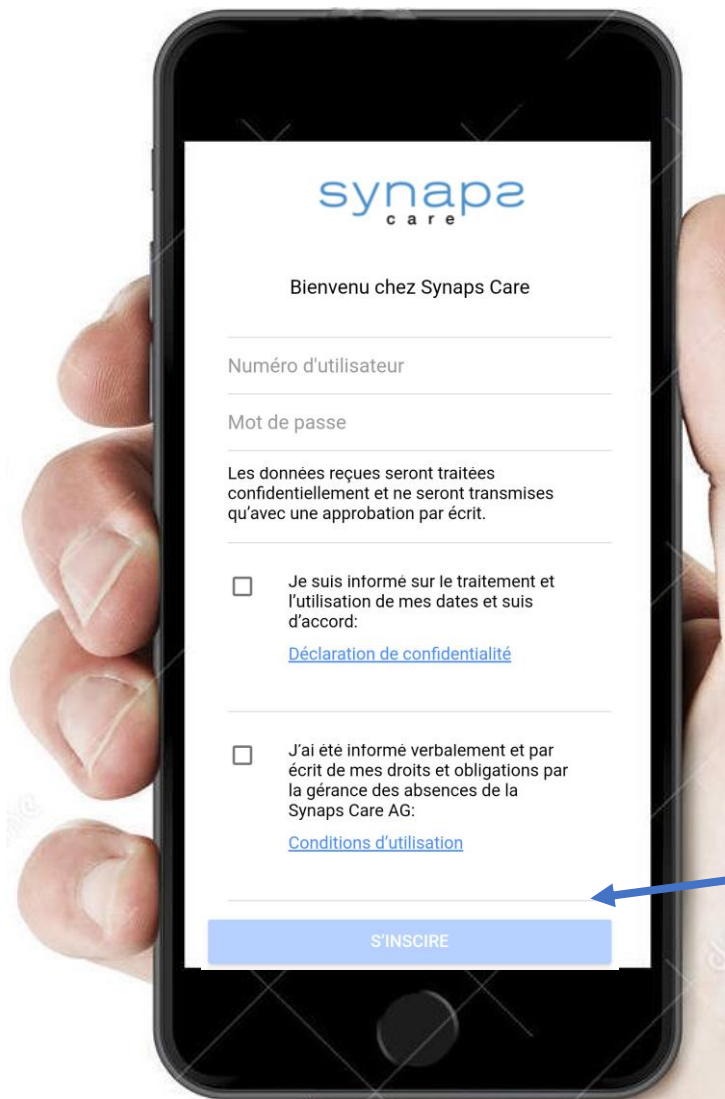 synaps
care
Bienvenu chez Synaps Care
Numéro d'utilisateur
Mot de passe
Les données reçues seront traitées
confidentiellement et ne seront transmises
qu'avec une approbation par écrit.
Je suis informé sur le traitement et
l'utilisation de mes dates et suis
d'accord:
Déclaration de confidentialité
J'ai été informé verbalement et par
écrit de mes droits et obligations par
la gérance des absences de la
Synaps Care AG:
Conditions d'utilisation
S'INSCIRE